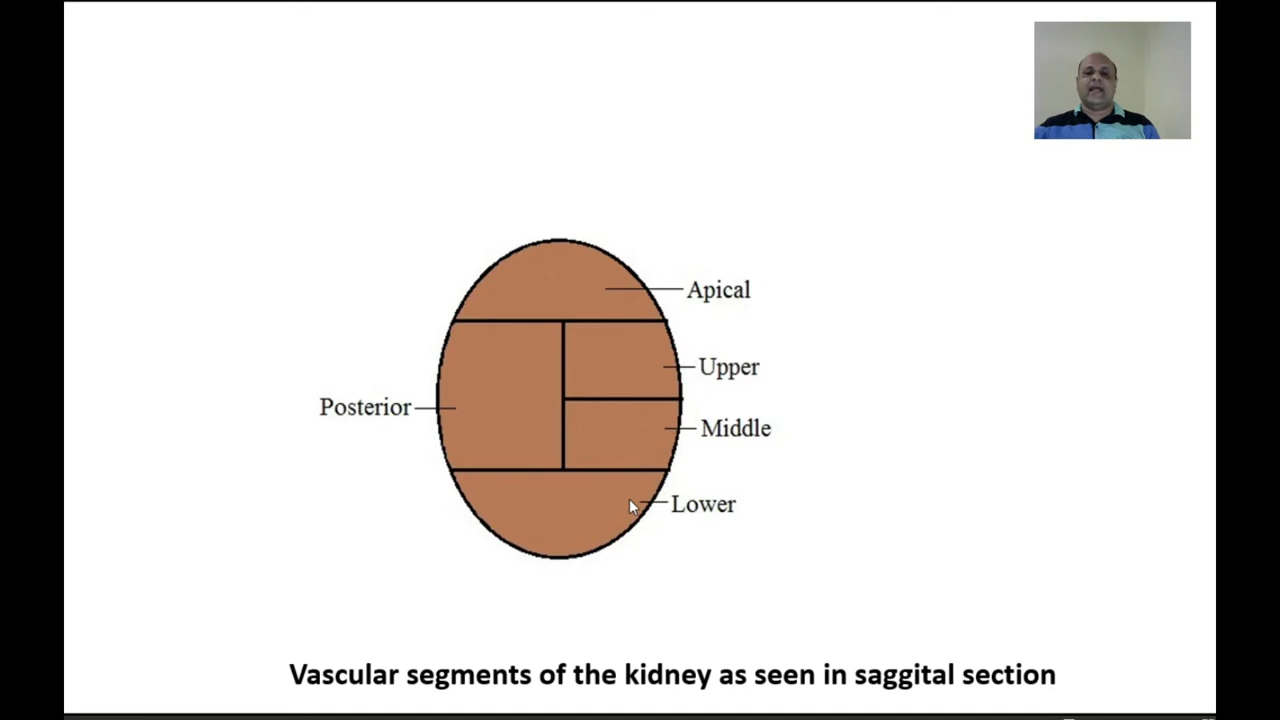 Apical
Upper
Posterior
Middle
Lower
Vascular segments of the kidney as seen in saggital section